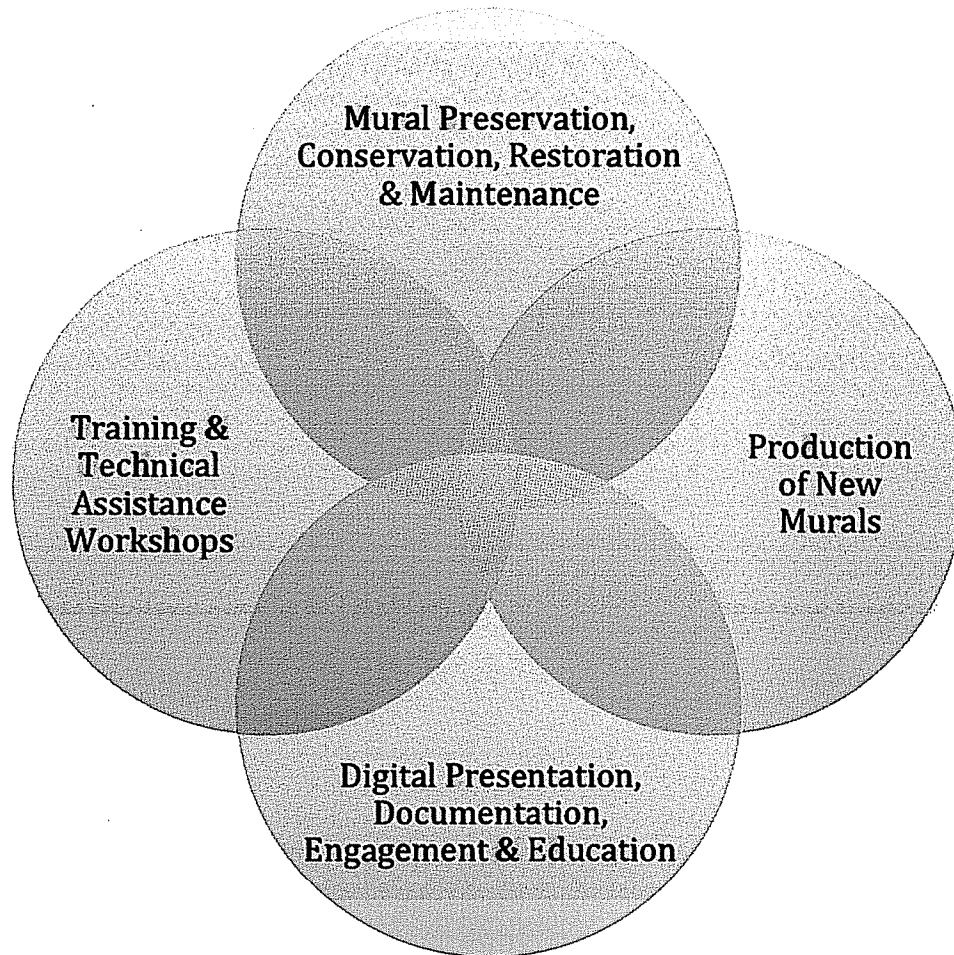 Mural Preservation,
Conservation, Restoration
& Maintenance
Training &
Technical
Assistance
Workshops
Production
of New
Murals
Digital Presentation,
Documentation,
Engagement & Education